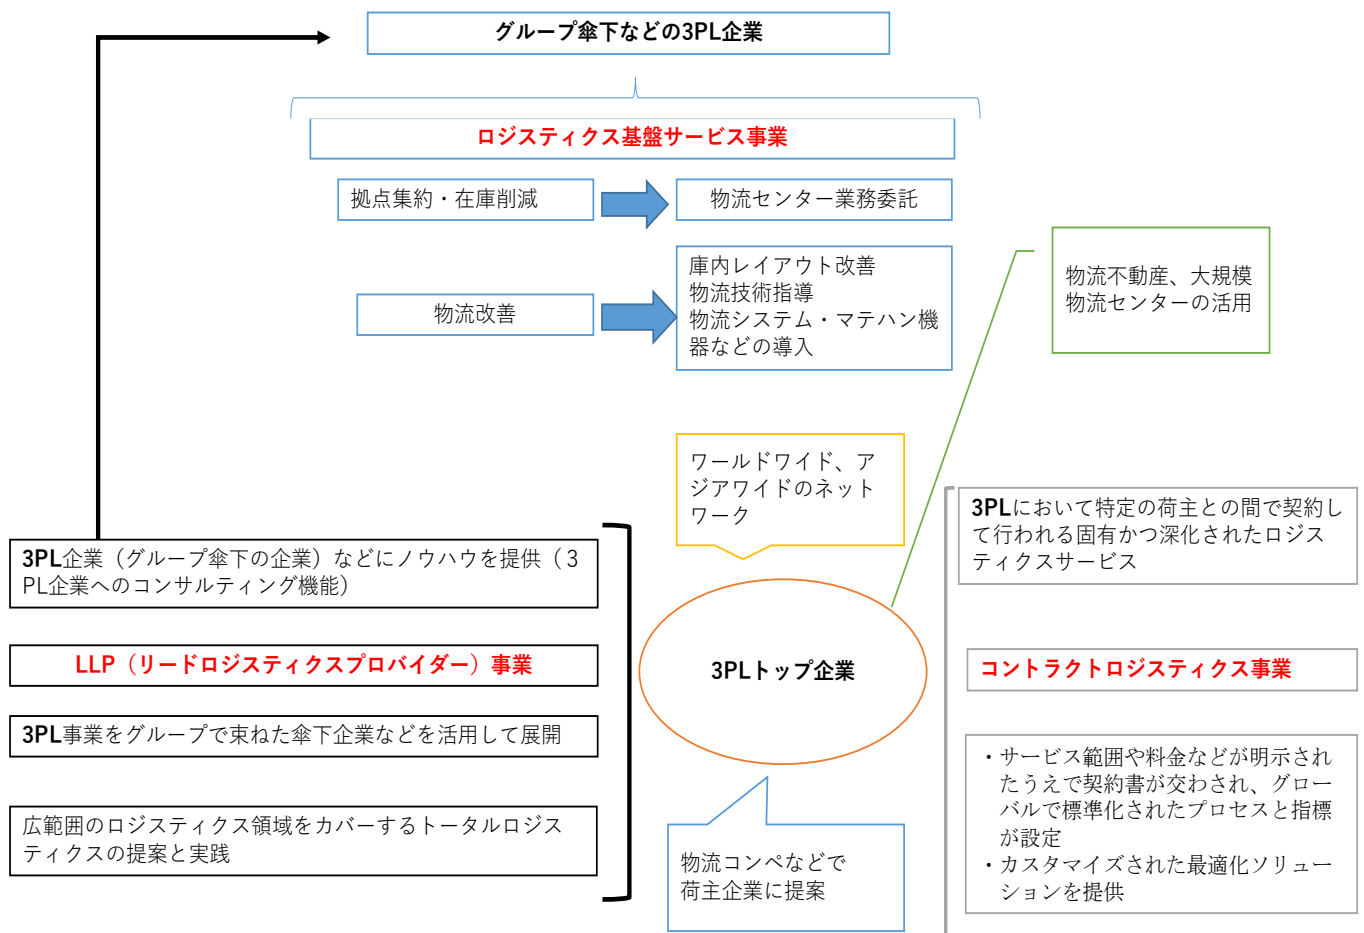 グループ傘下などの3PL企業
ロジスティクス基盤サービス事業
拠点集約・在庫削減
物流センター業務委託
物流改善
庫内レイアウト改善
物流技術指導
物流システム・マテハン機
器などの導入
物流不動産、大規模
物流センターの活用
ワールドワイド、ア
ジアワイドのネット
ワーク
3PL企業（グループ傘下の企業）などにノウハウを提供（３
PL企業へのコンサルティング機能）
LLP（リードロジスティクスプロバイダー）事業
3PL事業をグループで束ねた傘下企業などを活用して展開
広範囲のロジスティクス領域をカバーするトータルロジス
ティクスの提案と実践
3PLトップ企業
物流コンペなどで
荷主企業に提案
3PLにおいて特定の荷主との間で契約し
て行われる固有かつ深化されたロジス
ティクスサービス
コントラクトロジスティクス事業
・サービス範囲や料金などが明示され
たうえで契約書が交わされ、グロー
バルで標準化されたプロセスと指標
が設定
・カスタマイズされた最適化ソリュー
ションを提供